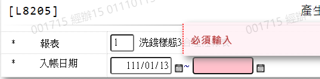 [L8205] 產生
* 報表 1 洗錢樣態3 必須輸入
* 入帳日期 111/01/13 ~